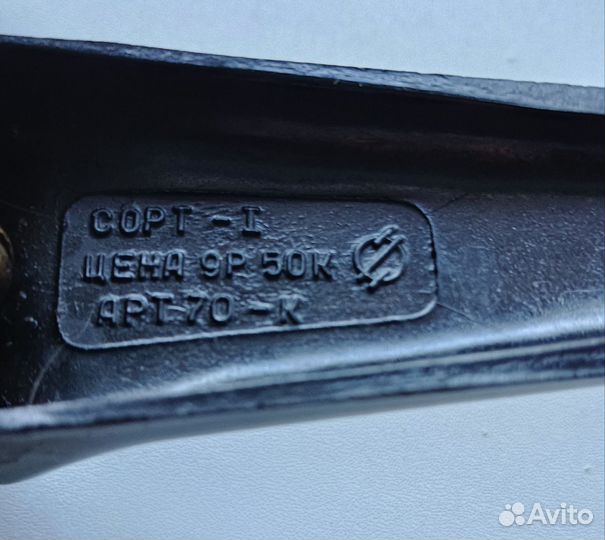 СОРТ - I
ЦЕНА 9Р 50К
АРТ 70 - К
Avito